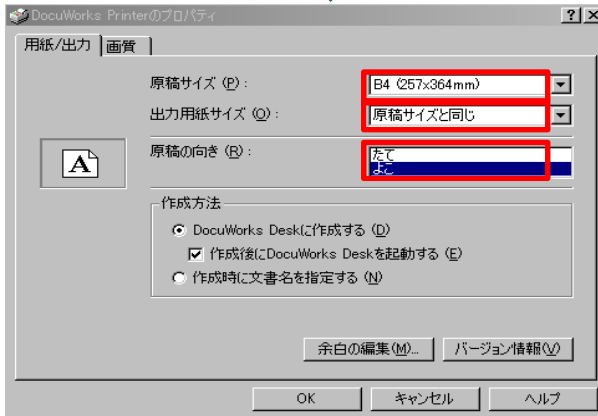 DocuWorks Printerのプロパティ
用紙/出力 画質
原稿サイズ (P) : B4 (257x364mm)
出力用紙サイズ (O) : 原稿サイズと同じ
原稿の向き (R) : たて
よこ
A
作成方法
DocuWorks Deskに作成する (D)
作成後にDocuWorks Deskを起動する (E)
作成時に文書名を指定する (N)
余白の編集(M)... バージョン情報(V)
OK キャンセル ヘルプ